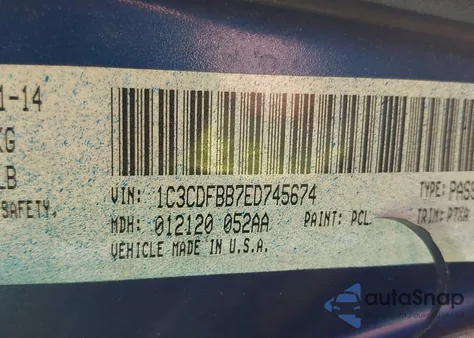 1-14
KG
LB
SAFETY.
VIN: 1C3CDFBB7ED745674 TYPE: PASS
MDH: 012120 052AA PAINT: PCL TRIM:
VEHICLE MADE IN U.S.A.
autoSnap